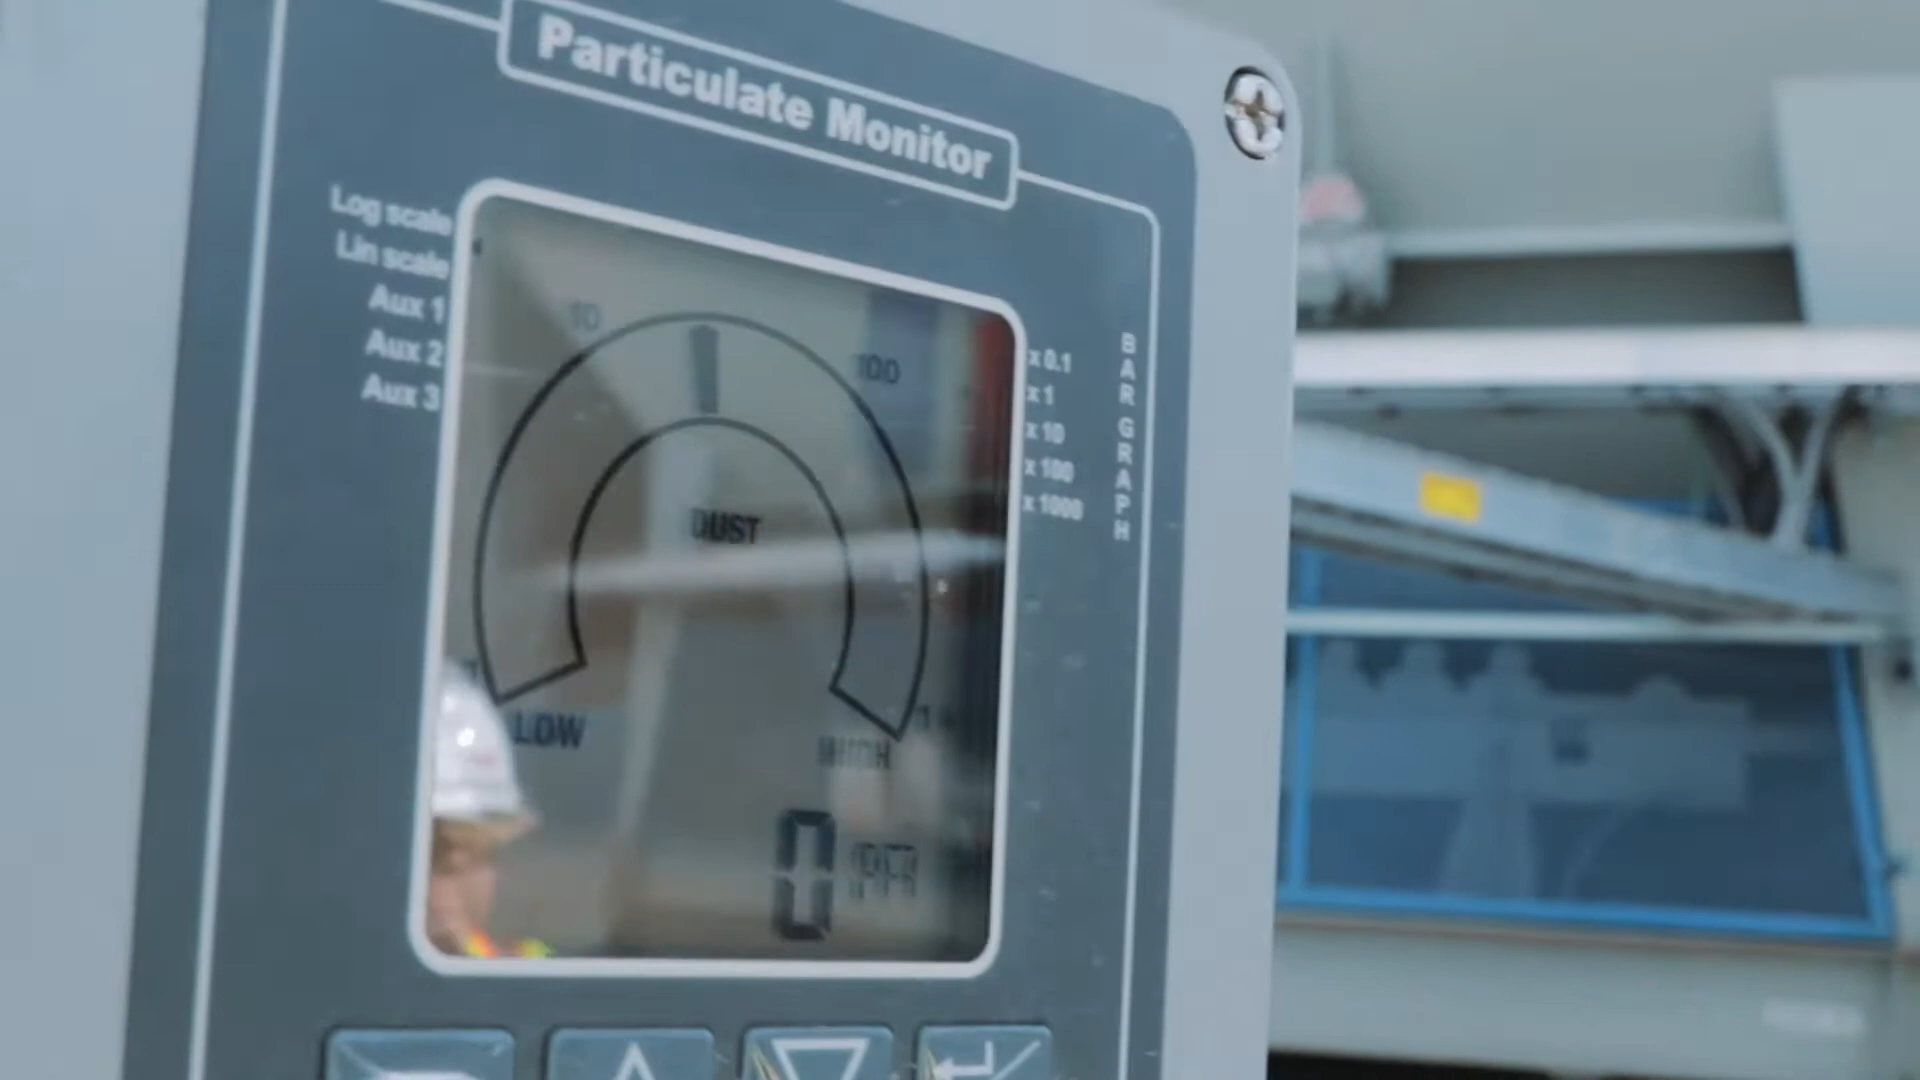 Particulate Monitor
Log scale
Lin scale
Aux 1
Aux 2
Aux 3
10
100
x 0.1
x 1
x 10
x 100
x 1000
BAR GRAPH
DUST
LOW
HIGH
0